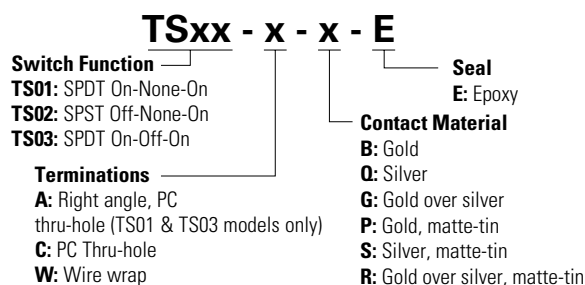 TSxx - x - x - E
Switch Function
TS01: SPDT On-None-On
TS02: SPST Off-None-On
TS03: SPDT On-Off-On
Terminations
A: Right angle, PC
thru-hole (TS01 & TS03 models only)
C: PC Thru-hole
W: Wire wrap
Seal
E: Epoxy
Contact Material
B: Gold
Q: Silver
G: Gold over silver
P: Gold, matte-tin
S: Silver, matte-tin
R: Gold over silver, matte-tin